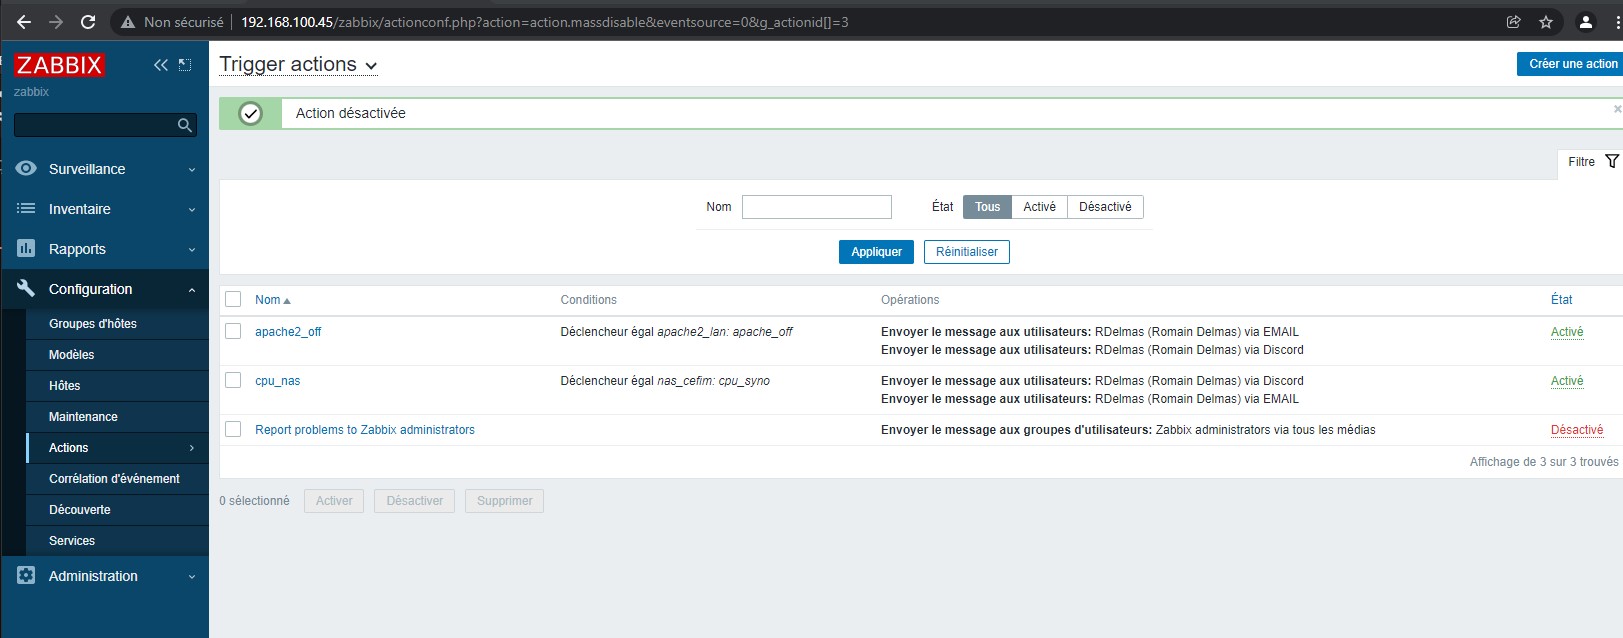 Non sécurisé 192.168.100.45/zabbix/actionconf.php?action=action.massdisable&eventsource=0&g_actionid[]=3
ZABBIX
zabbix
Surveillance
Inventaire
Rapports
Configuration
Groupes d'hôtes
Modèles
Hôtes
Maintenance
Actions
Corrélation d'événement
Découverte
Services
Administration
Trigger actions
Créer une action
Action désactivée
Filtre
Nom
État Tous Activé Désactivé
Appliquer Réinitialiser
Nom Conditions Opérations État
apache2_off Déclencheur égal apache2_lan: apache_off Envoyer le message aux utilisateurs: RDelmas (Romain Delmas) via EMAIL Activé
Envoyer le message aux utilisateurs: RDelmas (Romain Delmas) via Discord
cpu_nas Déclencheur égal nas_cefim: cpu_syno Envoyer le message aux utilisateurs: RDelmas (Romain Delmas) via Discord Activé
Envoyer le message aux utilisateurs: RDelmas (Romain Delmas) via EMAIL
Report problems to Zabbix administrators Envoyer le message aux groupes d'utilisateurs: Zabbix administrators via tous les médias Désactivé
Affichage de 3 sur 3 trouvés
0 sélectionné Activer Désactiver Supprimer